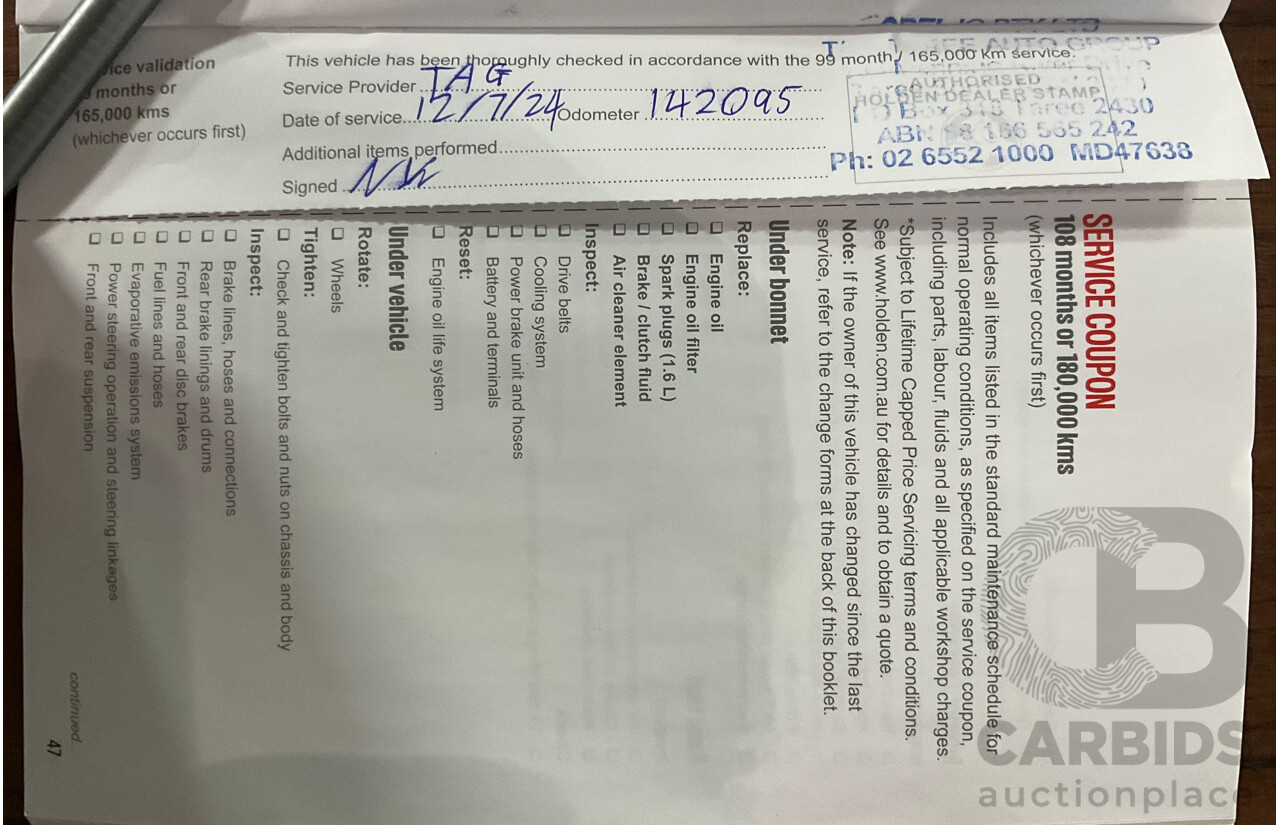 ice validation
months or
165,000 kms
(whichever occurs first)
This vehicle has been thoroughly checked in accordance with the 99 month / 165,000 km service.
Service Provider TAG
Date of service 12/7/24 Odometer 142095
Additional items performed
Signed
AUTO GROUP
AUTHORISED
HOLDEN DEALER STAMP
Box 2430
ABN 186 565 242
Ph: 02 6552 1000 MD47638
SERVICE COUPON
108 months or 180,000 kms
(whichever occurs first)
Includes all items listed in the standard maintenance schedule for
normal operating conditions, as specified on the service coupon,
including parts, labour, fluids and all applicable workshop charges.
*Subject to Lifetime Capped Price Servicing terms and conditions.
See www.holden.com.au for details and to obtain a quote.
Note: If the owner of this vehicle has changed since the last
service, refer to the change forms at the back of this booklet.
Under bonnet
Replace:
☐ Engine oil
☐ Engine oil filter
☐ Spark plugs (1.6 L)
☐ Brake / clutch fluid
☐ Air cleaner element
Inspect:
☐ Drive belts
☐ Cooling system
☐ Power brake unit and hoses
☐ Battery and terminals
Reset:
☐ Engine oil life system
Under vehicle
Rotate:
☐ Wheels
Tighten:
☐ Check and tighten bolts and nuts on chassis and body
Inspect:
☐ Brake lines, hoses and connections
☐ Rear brake linings and drums
☐ Front and rear disc brakes
☐ Fuel lines and hoses
☐ Evaporative emissions system
☐ Power steering operation and steering linkages
☐ Front and rear suspension
continued...
47
CARBIDS
auctionplace